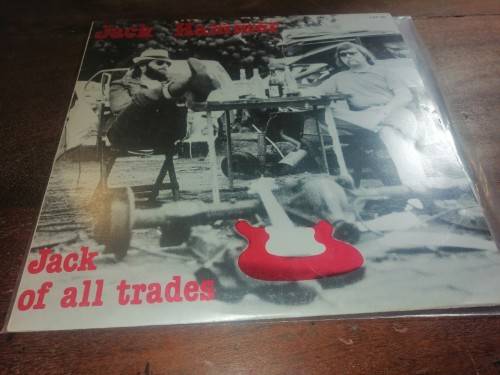 Jack Hammer
Jack
of all trades